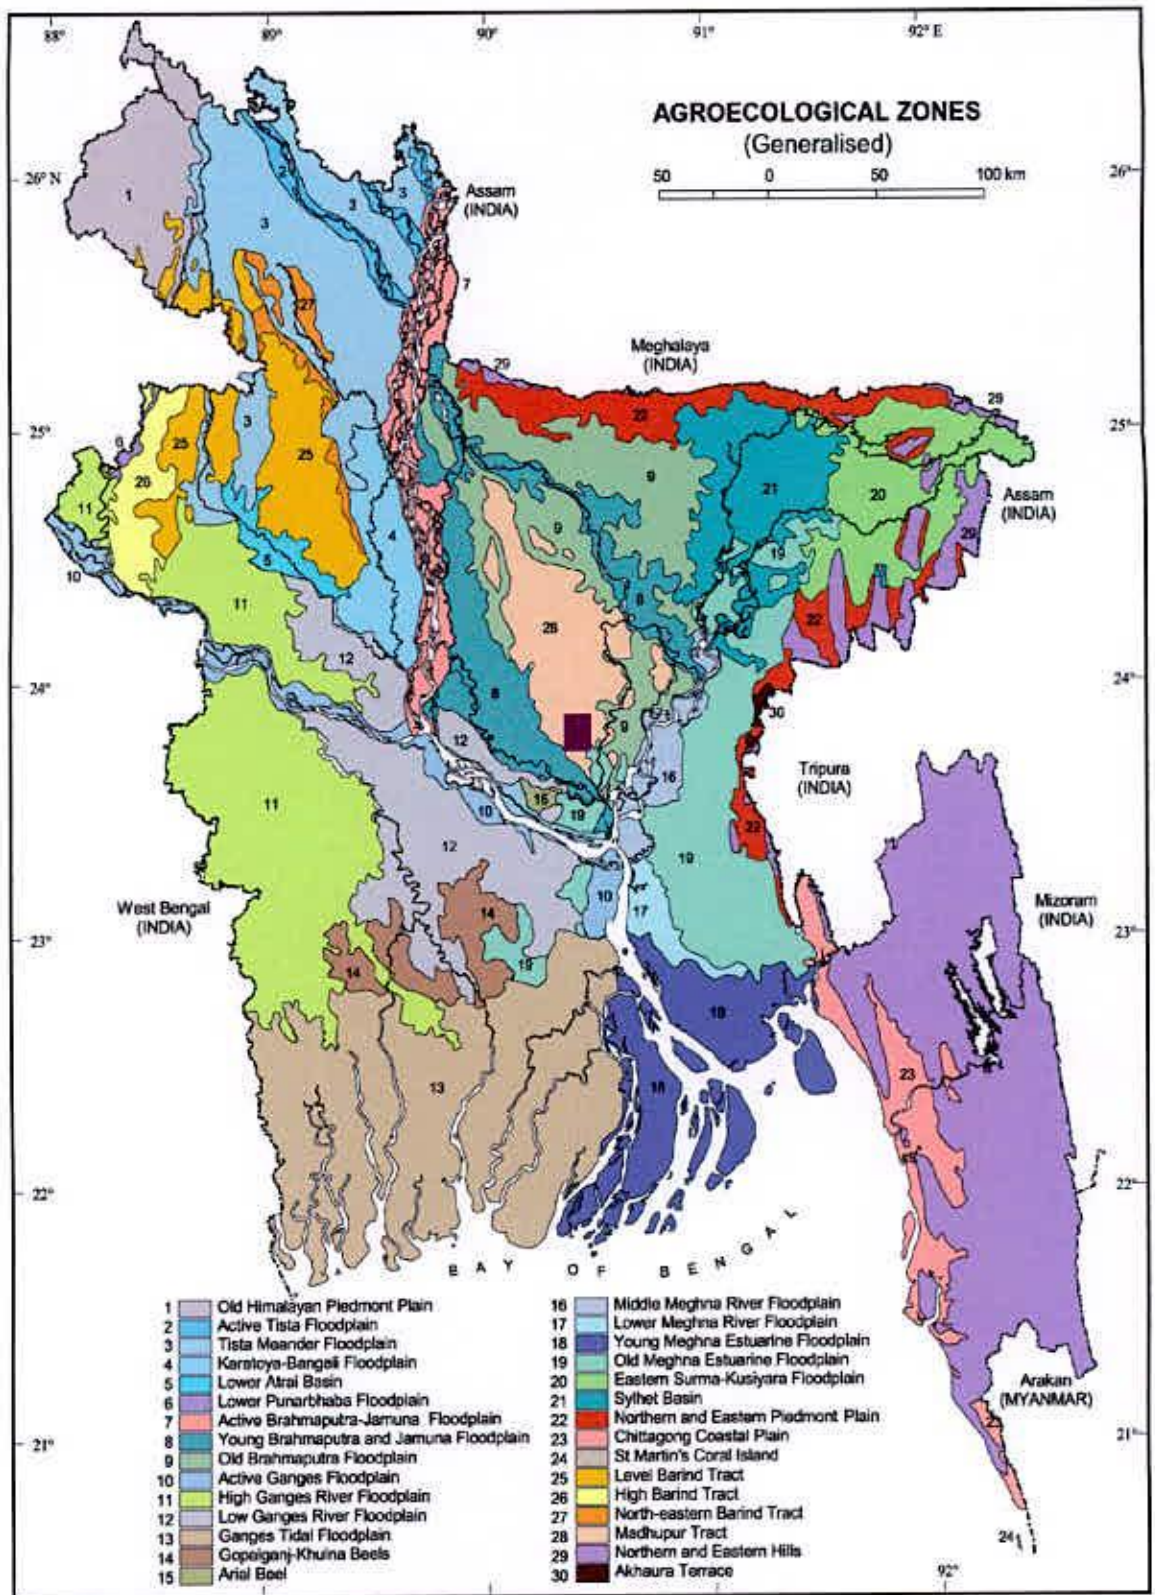 88°
89°
90°
91°
92° E
AGROECOLOGICAL ZONES
(Generalised)
50 0 50 100 km
26° N
26°
Assam
(INDIA)
Meghalaya
(INDIA)
25°
25°
Assam
(INDIA)
24°
24°
Tripura
(INDIA)
West Bengal
(INDIA)
Mizoram
(INDIA)
23°
23°
22°
22°
BAY OF BENGAL
Arakan
(MYANMAR)
21°
21°
92°
1 Old Himalayan Piedmont Plain
2 Active Tista Floodplain
3 Tista Meander Floodplain
4 Karatoya-Bangali Floodplain
5 Lower Atrai Basin
6 Lower Punarbhaba Floodplain
7 Active Brahmaputra-Jamuna Floodplain
8 Young Brahmaputra and Jamuna Floodplain
9 Old Brahmaputra Floodplain
10 Active Ganges Floodplain
11 High Ganges River Floodplain
12 Low Ganges River Floodplain
13 Ganges Tidal Floodplain
14 Gopalganj-Khulna Beels
15 Arial Beel
16 Middle Meghna River Floodplain
17 Lower Meghna River Floodplain
18 Young Meghna Estuarine Floodplain
19 Old Meghna Estuarine Floodplain
20 Eastern Surma-Kusiyara Floodplain
21 Sylhet Basin
22 Northern and Eastern Piedmont Plain
23 Chittagong Coastal Plain
24 St Martin's Coral Island
25 Level Barind Tract
26 High Barind Tract
27 North-eastern Barind Tract
28 Madhupur Tract
29 Northern and Eastern Hills
30 Akhaura Terrace